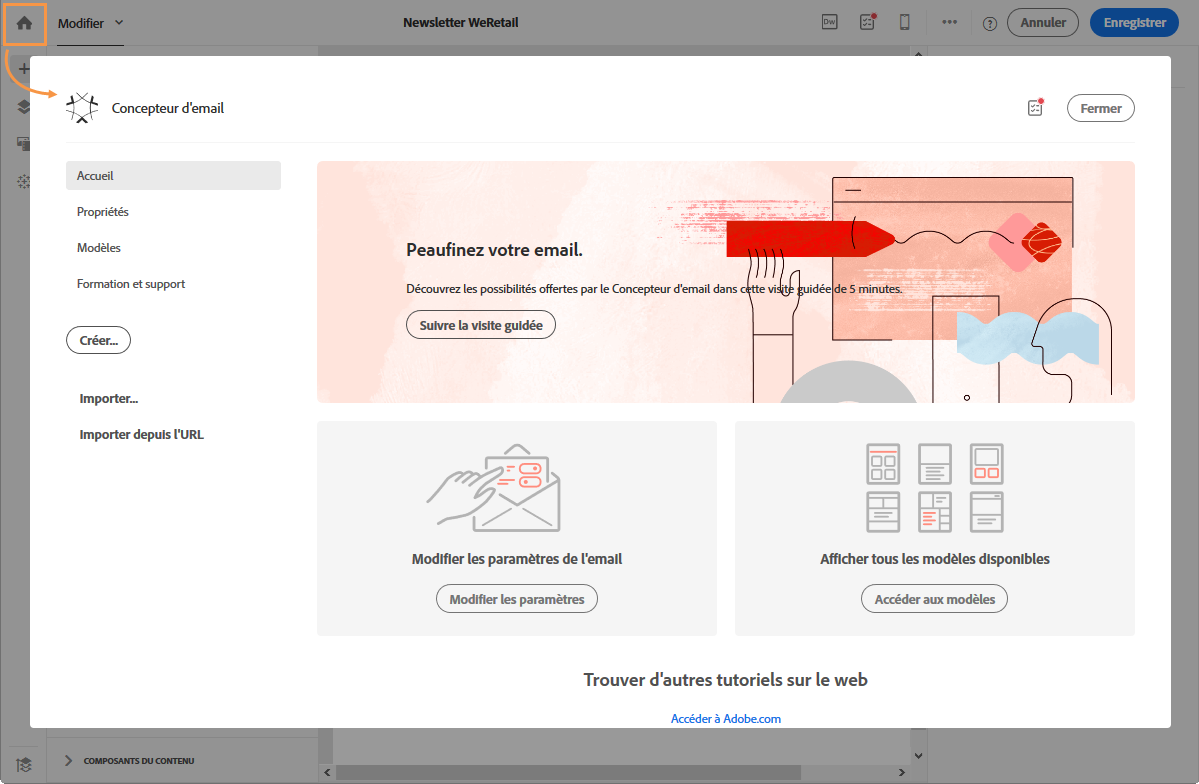 Modifier
Newsletter WeRetail
Dw
Annuler
Enregistrer
Concepteur d'email
Fermer
Accueil
Propriétés
Modèles
Formation et support
Créer...
Importer...
Importer depuis l'URL
Peaufinez votre email.
Découvrez les possibilités offertes par le Concepteur d'email dans cette visite guidée de 5 minutes.
Suivre la visite guidée
Modifier les paramètres de l'email
Modifier les paramètres
Afficher tous les modèles disponibles
Accéder aux modèles
Trouver d'autres tutoriels sur le web
Accéder à Adobe.com
COMPOSANTS DU CONTENU